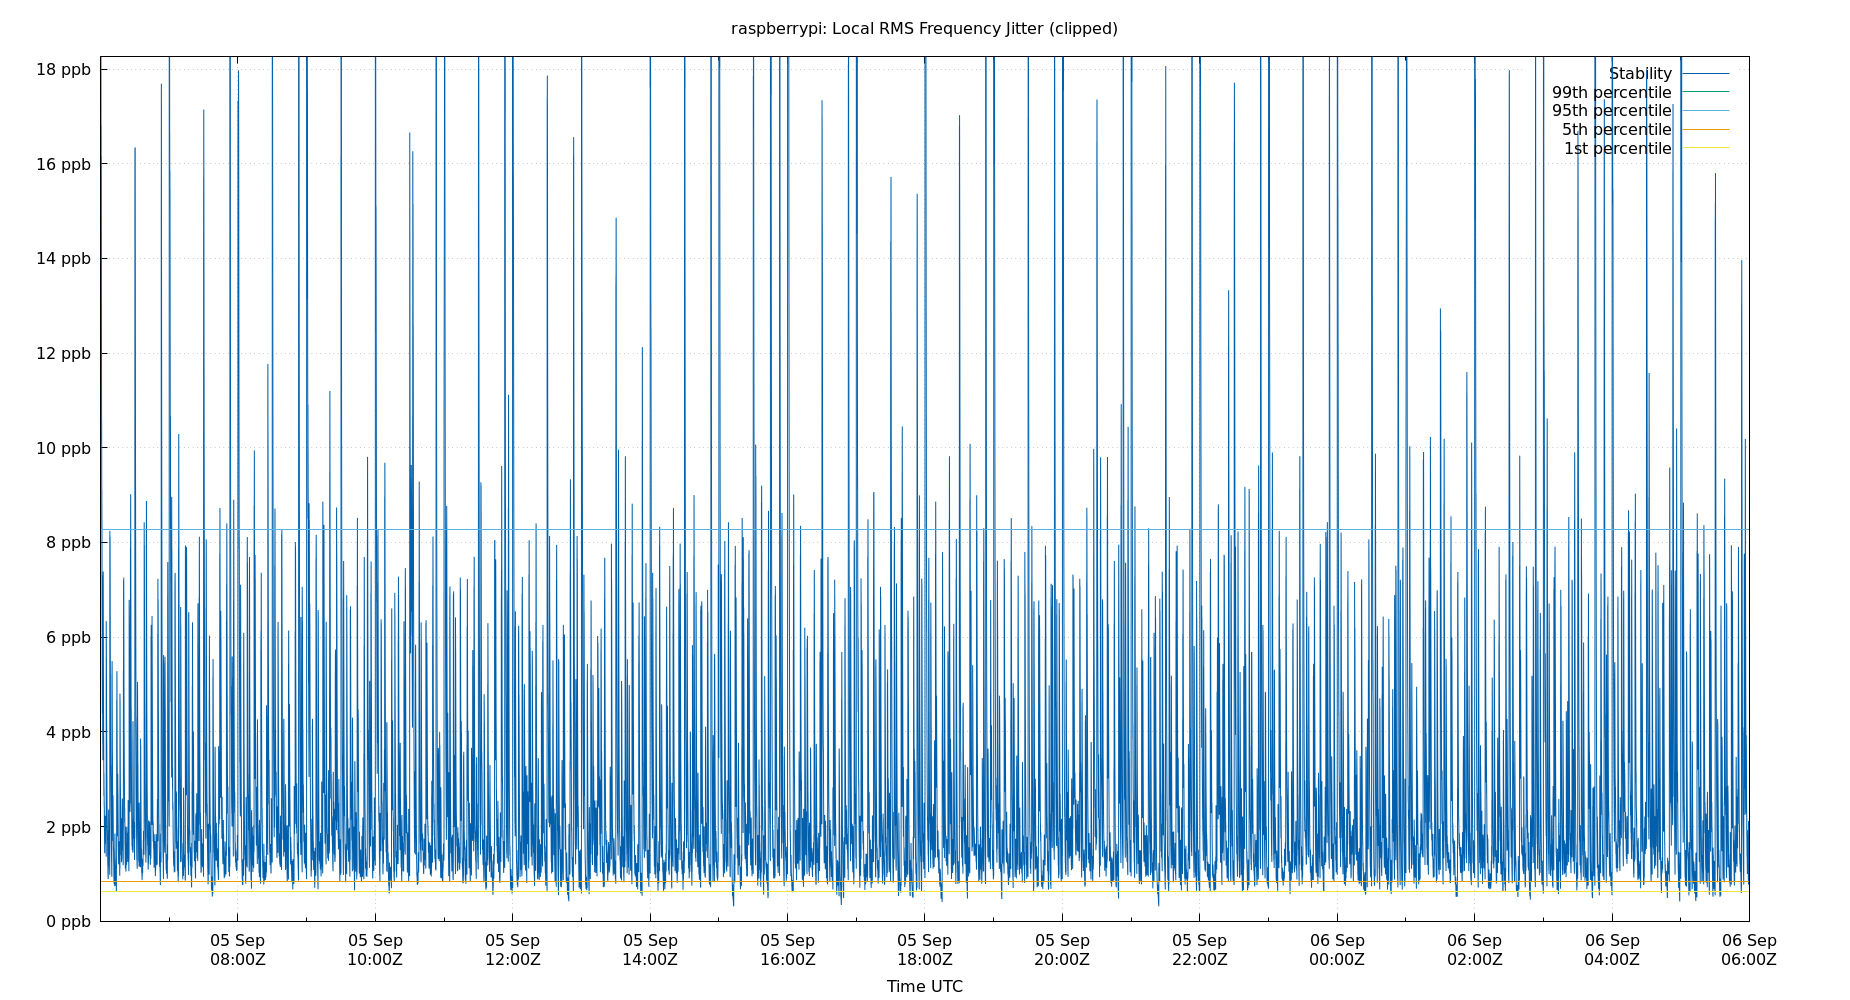 raspberrypi: Local RMS Frequency Jitter (clipped)
18 ppb
16 ppb
14 ppb
12 ppb
10 ppb
8 ppb
6 ppb
4 ppb
2 ppb
0 ppb
Stability
99th percentile
95th percentile
5th percentile
1st percentile
05 Sep 05 Sep 05 Sep 05 Sep 05 Sep 05 Sep 05 Sep 05 Sep 06 Sep 06 Sep 06 Sep 06 Sep
08:00Z 10:00Z 12:00Z 14:00Z 16:00Z 18:00Z 20:00Z 22:00Z 00:00Z 02:00Z 04:00Z 06:00Z
Time UTC